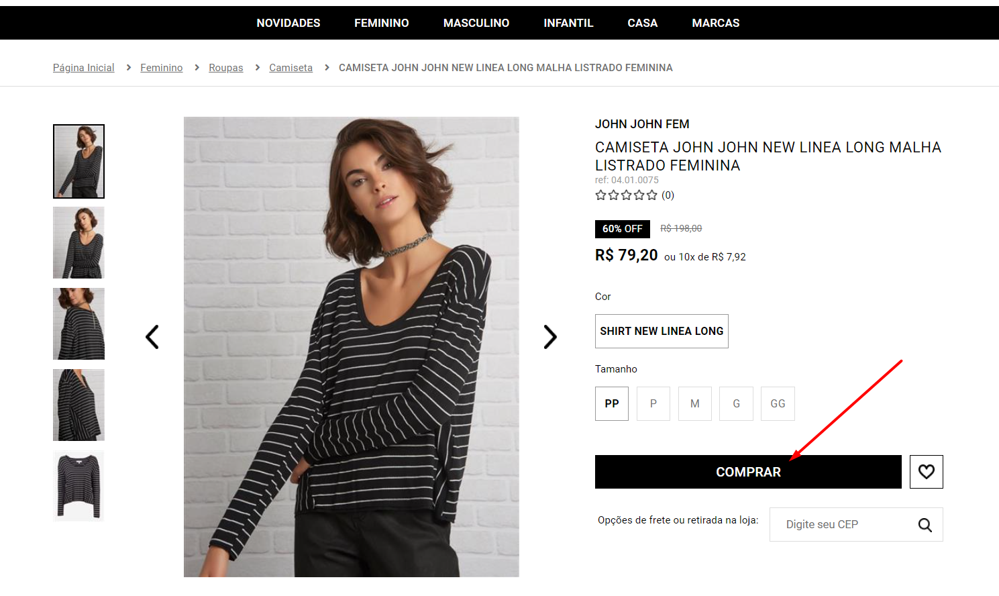 NOVIDADES FEMININO MASCULINO INFANTIL CASA MARCAS
Página Inicial > Feminino > Roupas > Camiseta > CAMISETA JOHN JOHN NEW LINEA LONG MALHA LISTRADO FEMININA
JOHN JOHN FEM
CAMISETA JOHN JOHN NEW LINEA LONG MALHA
LISTRADO FEMININA
ref: 04.01.0075
(0)
60% OFF R$ 198,00
R$ 79,20 ou 10x de R$ 7,92
Cor
SHIRT NEW LINEA LONG
Tamanho
PP P M G GG
COMPRAR
Opções de frete ou retirada na loja: Digite seu CEP